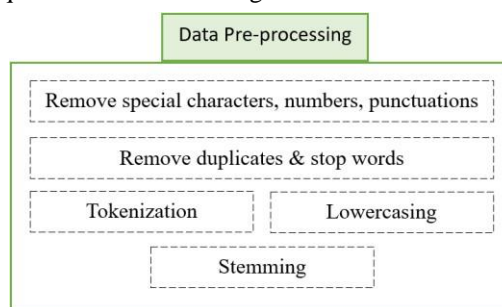 Data Pre-processing
Remove special characters, numbers, punctuations
Remove duplicates & stop words
Tokenization
Lowercasing
Stemming